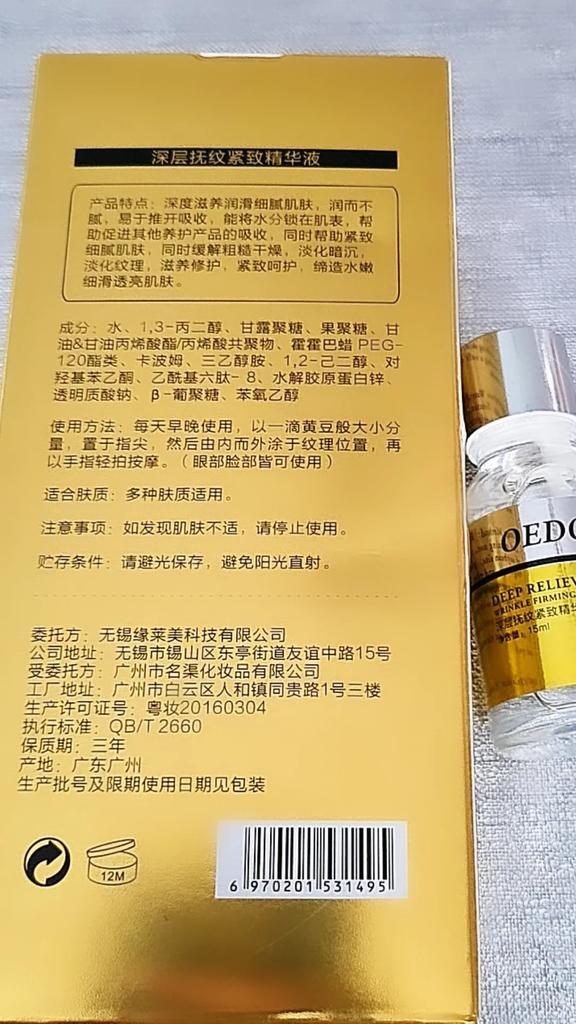 深层抚纹紧致精华液
产品特点：深度滋养润滑细腻肌肤，润而不
腻，易于推开吸收，能将水分锁在肌表，帮
助促进其他养护产品的吸收，同时帮助紧致
细腻肌肤，同时缓解粗糙干燥，淡化暗沉，
淡化纹理，滋养修护，紧致呵护，缔造水嫩
细滑透亮肌肤。
成分：水、1,3-丙二醇、甘露聚糖、果聚糖、甘
油&甘油丙烯酸酯/丙烯酸共聚物、霍霍巴蜡 PEG-
120酯类、卡波姆、三乙醇胺、1,2-己二醇、对
羟基苯乙酮、乙酰基六肽- 8、水解胶原蛋白锌、
透明质酸钠、β-葡聚糖、苯氧乙醇
使用方法：每天早晚使用，以一滴黄豆般大小分
量，置于指尖，然后由内而外涂于纹理位置，再
以手指轻拍按摩。（眼部脸部皆可使用）
适合肤质：多种肤质适用。
注意事项：如发现肌肤不适，请停止使用。
贮存条件：请避光保存，避免阳光直射。
委托方：无锡缘莱美科技有限公司
公司地址：无锡市锡山区东亭街道友谊中路15号
受委托方：广州市名渠化妆品有限公司
工厂地址：广州市白云区人和镇同贵路1号三楼
生产许可证号：粤妆20160304
执行标准：QB/T 2660
保质期：三年
产地：广东广州
生产批号及限期使用日期见包装
12M
6 970201 531495
OEDO
DEEP RELIEV
WRINKLE FIRMING
深层抚纹紧致精华
净含量：15ml